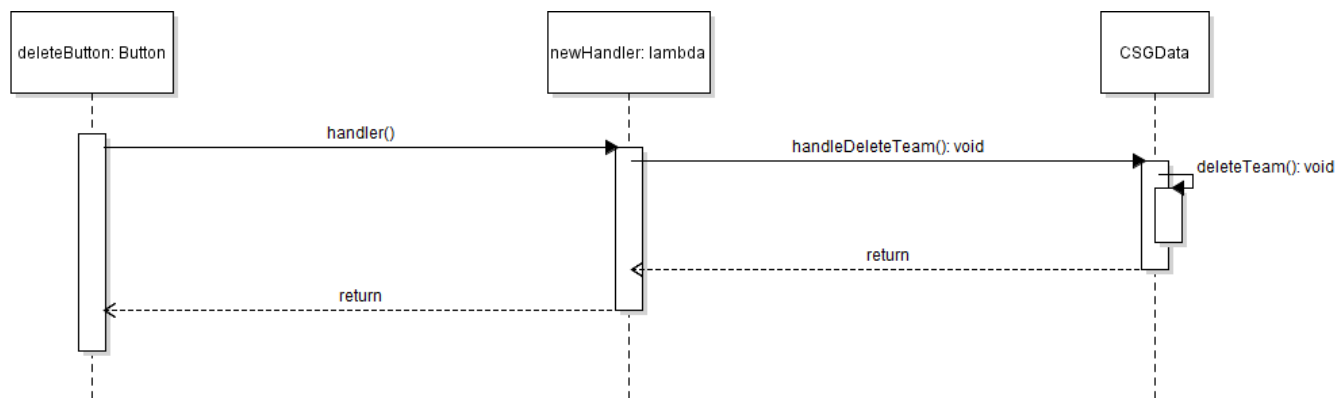 deleteButton: Button
newHandler: lambda
CSGData
handler()
handleDeleteTeam(): void
deleteTeam(): void
return
return